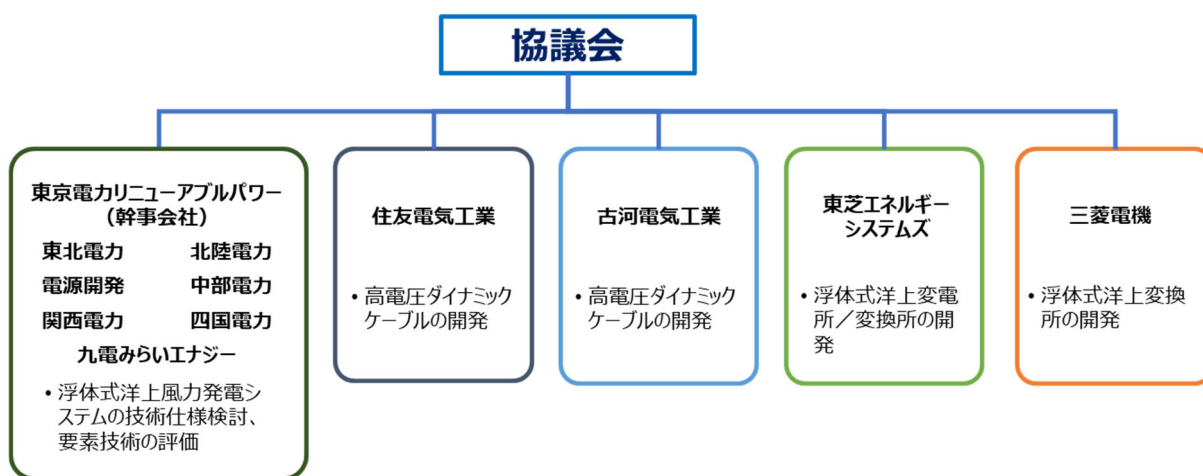 協議会
東京電力リニューアブルパワー
（幹事会社）
東北電力 北陸電力
電源開発 中部電力
関西電力 四国電力
九電みらいエナジー
• 浮体式洋上風力発電シ
ステムの技術仕様検討、
要素技術の評価
住友電気工業
• 高電圧ダイナミック
ケーブルの開発
古河電気工業
• 高電圧ダイナミック
ケーブルの開発
東芝エネルギー
システムズ
• 浮体式洋上変電
所／変換所の開
発
三菱電機
• 浮体式洋上変換
所の開発